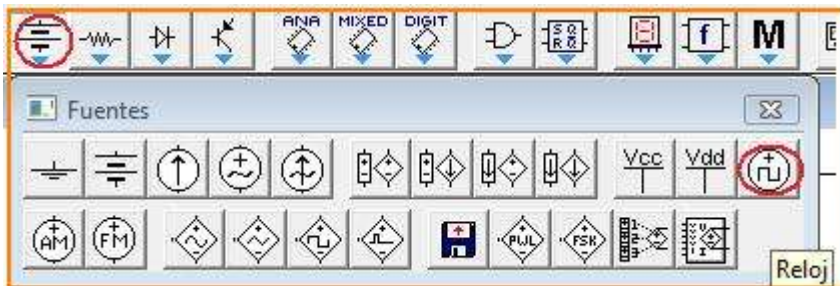 ANA MIXED DIGIT
S Q
R Q
f M
Fuentes
Vcc Vdd
AM FM PWL FSK
Reloj